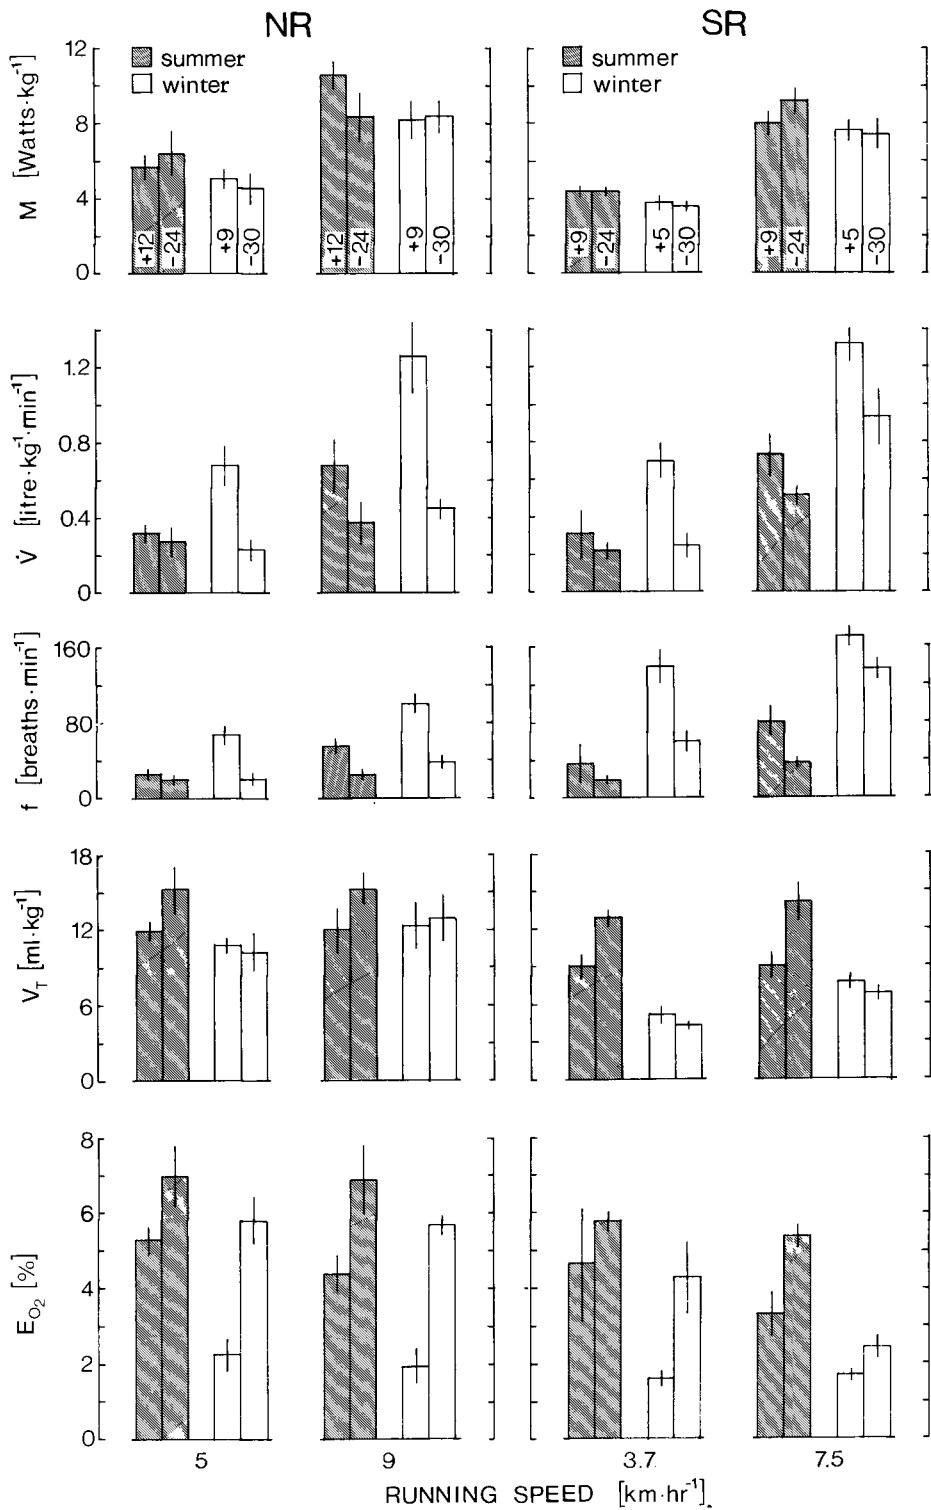 NR SR
summer summer
winter winter
M [Watts·kg⁻¹]
12
8
4
0
+12 -24 +9 -30 +12 -24 +9 -30 +9 -24 +5 -30 +9 -24 +5 -30
V̇ [litre·kg⁻¹·min⁻¹]
1.2
0.8
0.4
0
f [breaths·min⁻¹]
160
80
0
V_T [ml·kg⁻¹]
18
12
6
0
E_O₂ [%]
8
6
4
2
0
5 9 3.7 7.5
RUNNING SPEED [km·hr⁻¹].